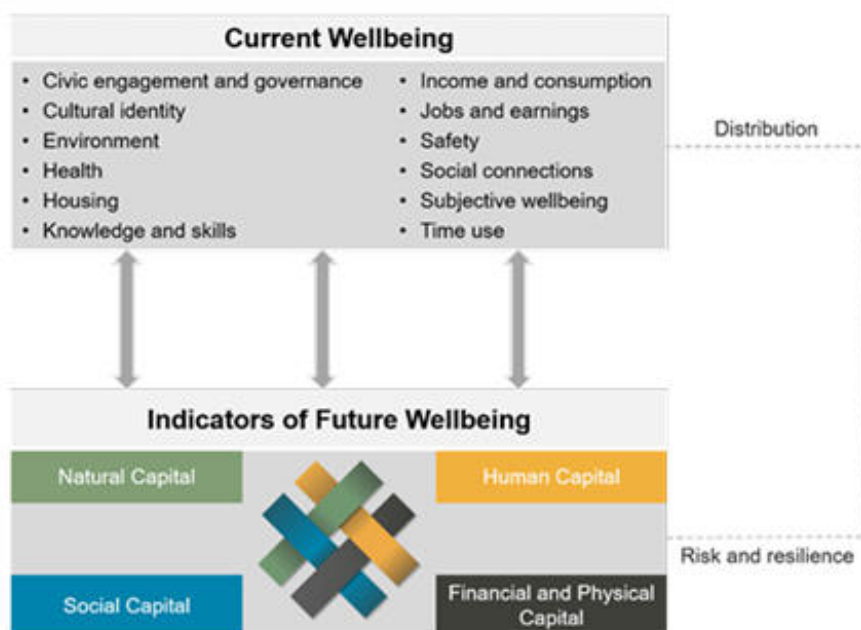 Current Wellbeing
• Civic engagement and governance
• Cultural identity
• Environment
• Health
• Housing
• Knowledge and skills
• Income and consumption
• Jobs and earnings
• Safety
• Social connections
• Subjective wellbeing
• Time use
Distribution
Indicators of Future Wellbeing
Natural Capital
Human Capital
Risk and resilience
Social Capital
Financial and Physical
Capital